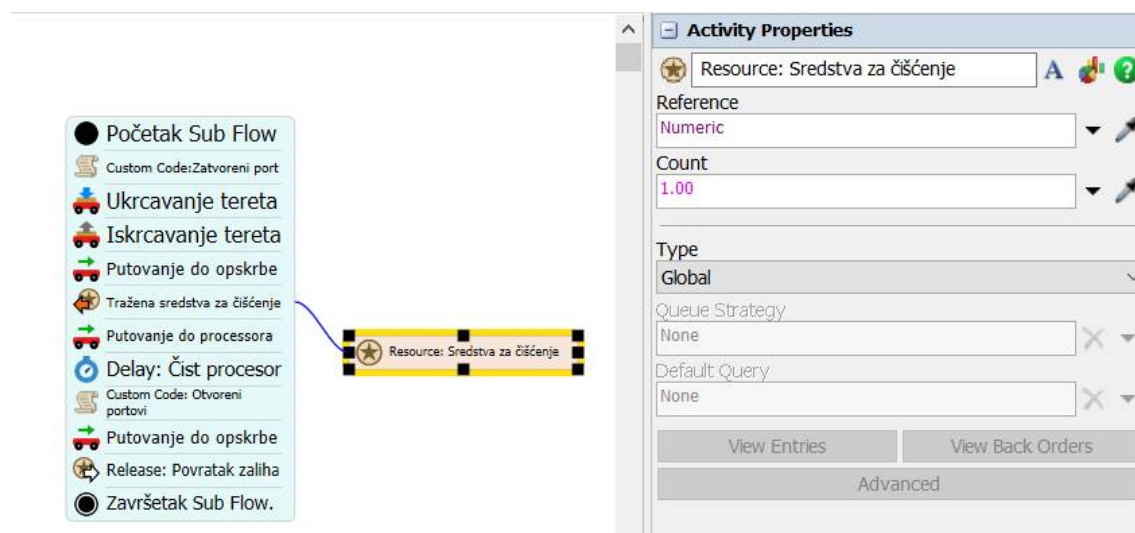 Početak Sub Flow
Custom Code:Zatvoreni port
Ukrcavanje tereta
Iskrcavanje tereta
Putovanje do opskrbe
Tražena sredstva za čišćenje
Putovanje do processora
Delay: Čist procesor
Custom Code: Otvoreni
portovi
Putovanje do opskrbe
Release: Povratak zaliha
Završetak Sub Flow.
Resource: Sredstva za čišćenje
Activity Properties
Resource: Sredstva za čišćenje
A
?
Reference
Numeric
Count
1.00
Type
Global
Queue Strategy
None
Default Query
None
View Entries
View Back Orders
Advanced